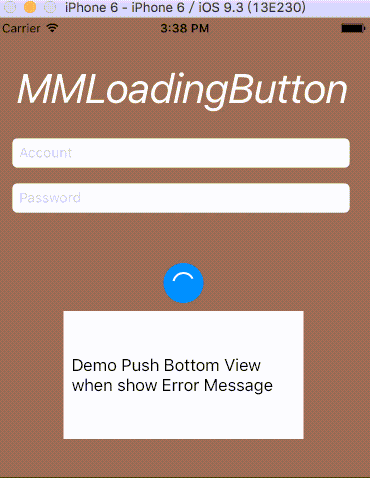 iPhone 6 - iPhone 6 / iOS 9.3 (13E230)
Carrier 3:38 PM
MMLoadingButton
Account
Password
Demo Push Bottom View
when show Error Message